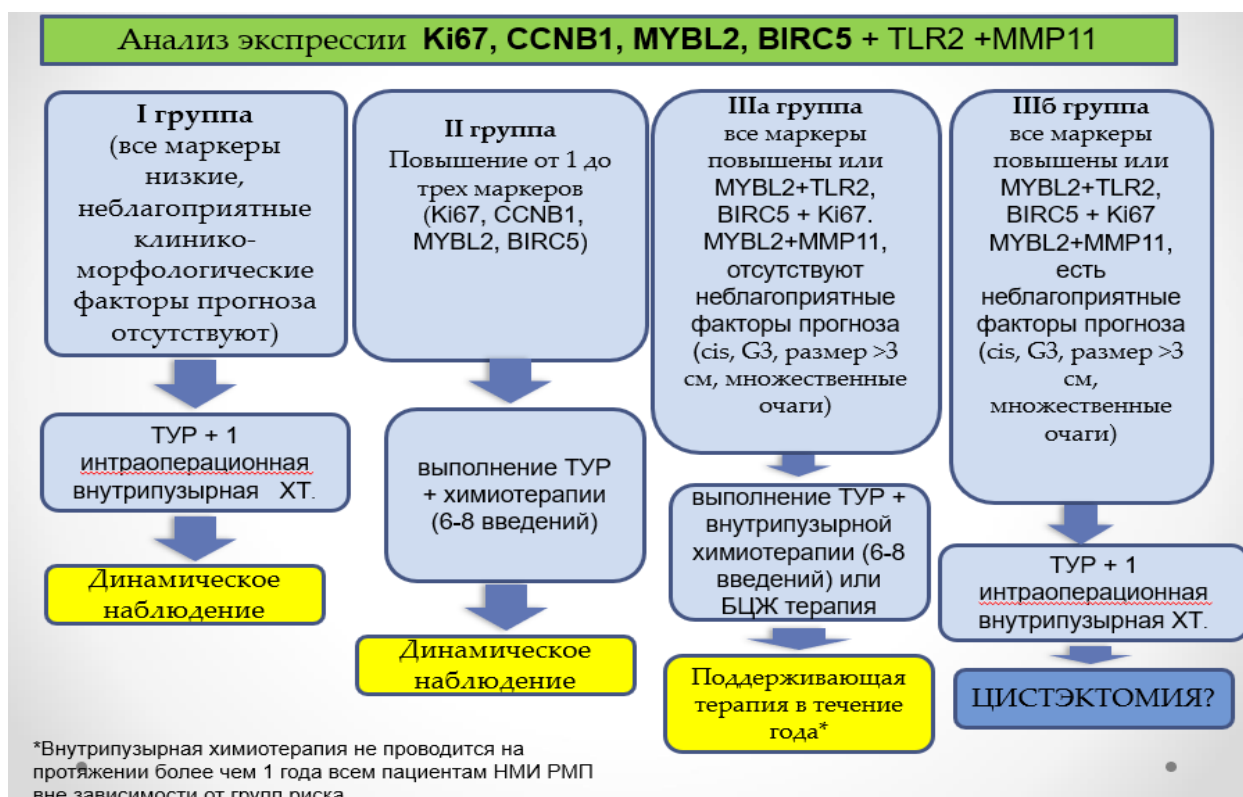 Анализ экспрессии Ki67, CCNB1, MYBL2, BIRC5 + TLR2 +MMP11
I группа
(все маркеры
низкие,
неблагоприятные
клинико-
морфологические
факторы прогноза
отсутствуют)
ТУР + 1
интраоперационная
внутрипузырная ХТ.
Динамическое
наблюдение
II группа
Повышение от 1 до
трех маркеров
(Ki67, CCNB1,
MYBL2, BIRC5)
выполнение ТУР
+ химиотерапии
(6-8 введений)
Динамическое
наблюдение
IIIа группа
все маркеры
повышены или
MYBL2+TLR2,
BIRC5 + Ki67.
MYBL2+MMP11,
отсутствуют
неблагоприятные
факторы прогноза
(cis, G3, размер >3
см, множественные
очаги)
выполнение ТУР +
внутрипузырной
химиотерапии (6-8
введений) или
БЦЖ терапия
Поддерживающая
терапия в течение
года*
IIIб группа
все маркеры
повышены или
MYBL2+TLR2,
BIRC5 + Ki67
MYBL2+MMP11,
есть
неблагоприятные
факторы прогноза
(cis, G3, размер >3
см,
множественные
очаги)
ТУР + 1
интраоперационная
внутрипузырная ХТ.
ЦИСТЭКТОМИЯ?
*Внутрипузырная химиотерапия не проводится на
протяжении более чем 1 года всем пациентам НМИ РМП
вне зависимости от групп риска